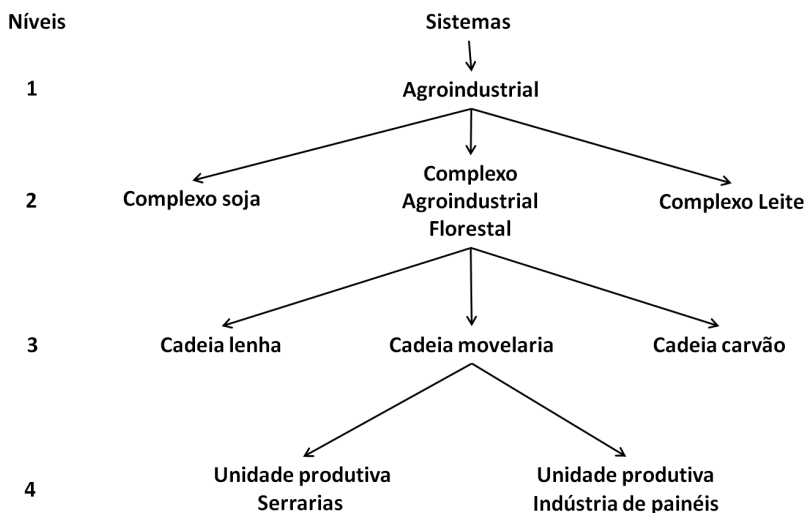 Níveis
Sistemas
1
Agroindustrial
2
Complexo soja
Complexo
Agroindustrial
Florestal
Complexo Leite
3
Cadeia lenha
Cadeia movelaria
Cadeia carvão
4
Unidade produtiva
Serrarias
Unidade produtiva
Indústria de painéis